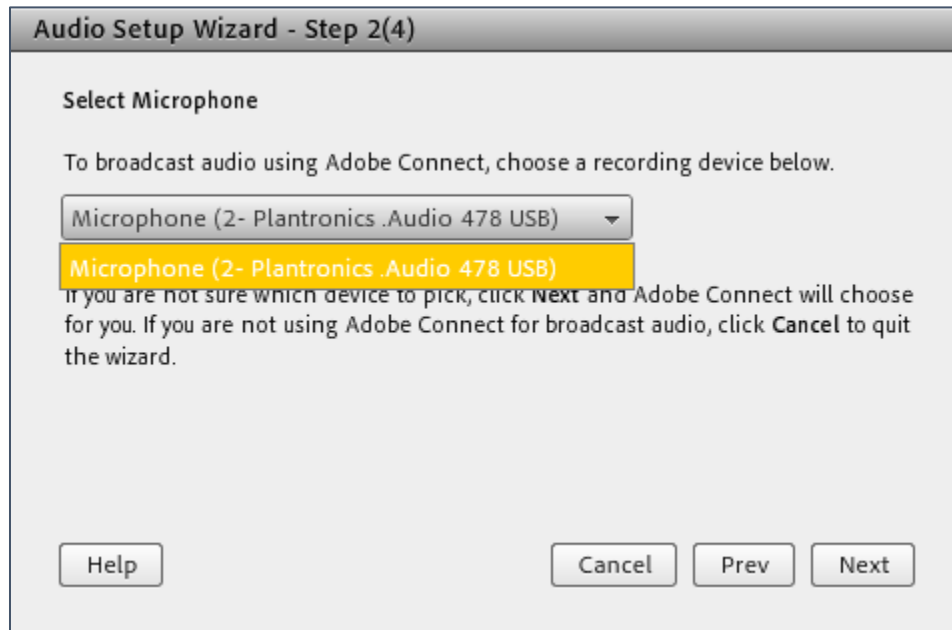 Audio Setup Wizard - Step 2(4)
Select Microphone
To broadcast audio using Adobe Connect, choose a recording device below.
Microphone (2- Plantronics .Audio 478 USB)
Microphone (2- Plantronics .Audio 478 USB)
If you are not sure which device to pick, click Next and Adobe Connect will choose
for you. If you are not using Adobe Connect for broadcast audio, click Cancel to quit
the wizard.
Help
Cancel
Prev
Next